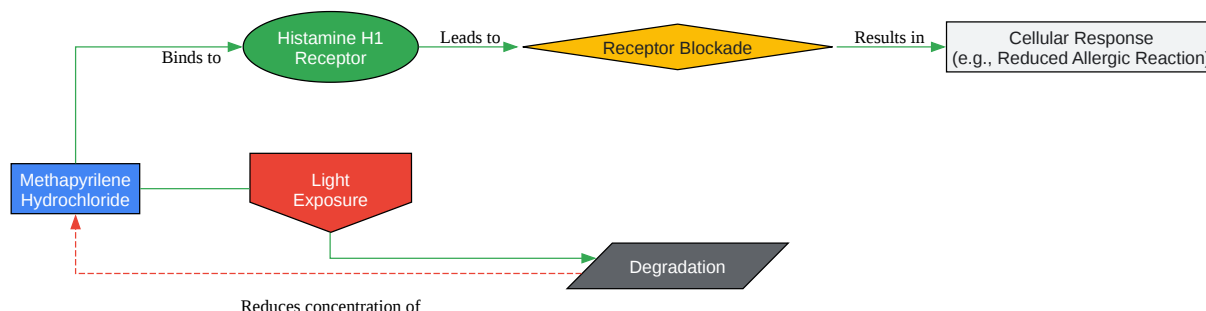 Histamine H1
Receptor
Binds to
Leads to
Receptor Blockade
Results in
Cellular Response
(e.g., Reduced Allergic Reaction)
Methapyrilene
Hydrochloride
Light
Exposure
Degradation
Reduces concentration of